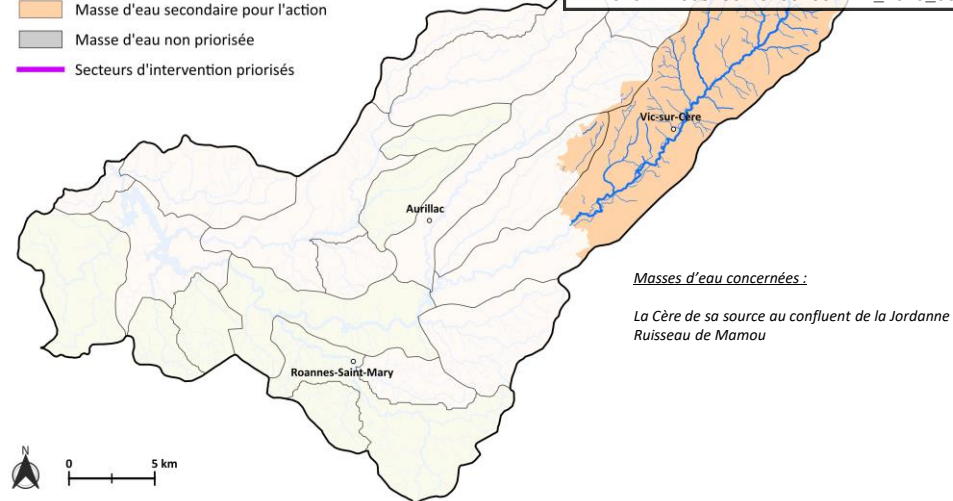 Masse d'eau secondaire pour l'action
Masse d'eau non priorisée
Secteurs d'intervention priorisés
Vic-sur-Cère
Aurillac
Masses d'eau concernées :
La Cère de sa source au confluent de la Jordanne
Ruisseau de Mamou
Roannes-Saint-Mary
N
0 5 km